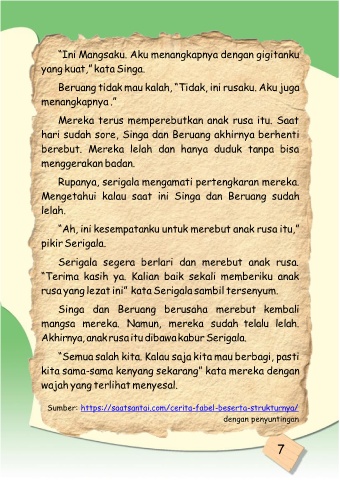 “Ini Mangsaku. Aku menangkapnya dengan gigitanku
yang kuat,” kata Singa.
Beruang tidak mau kalah, “Tidak, ini rusaku. Aku juga
menangkapnya .”
Mereka terus memperebutkan anak rusa itu. Saat
hari sudah sore, Singa dan Beruang akhirnya berhenti
berebut. Mereka lelah dan hanya duduk tanpa bisa
menggerakan badan.
Rupanya, serigala mengamati pertengkaran mereka.
Mengetahui kalau saat ini Singa dan Beruang sudah
lelah.
“Ah, ini kesempatanku untuk merebut anak rusa itu,”
pikir Serigala.
Serigala segera berlari dan merebut anak rusa.
“Terima kasih ya. Kalian baik sekali memberiku anak
rusa yang lezat ini” kata Serigala sambil tersenyum.
Singa dan Beruang berusaha merebut kembali
mangsa mereka. Namun, mereka sudah telalu lelah.
Akhirnya, anak rusa itu dibawa kabur Serigala.
“Semua salah kita. Kalau saja kita mau berbagi, pasti
kita sama-sama kenyang sekarang” kata mereka dengan
wajah yang terlihat menyesal.
Sumber: https://saatsantai.com/cerita-fabel-beserta-strukturnya/
dengan penyuntingan
7